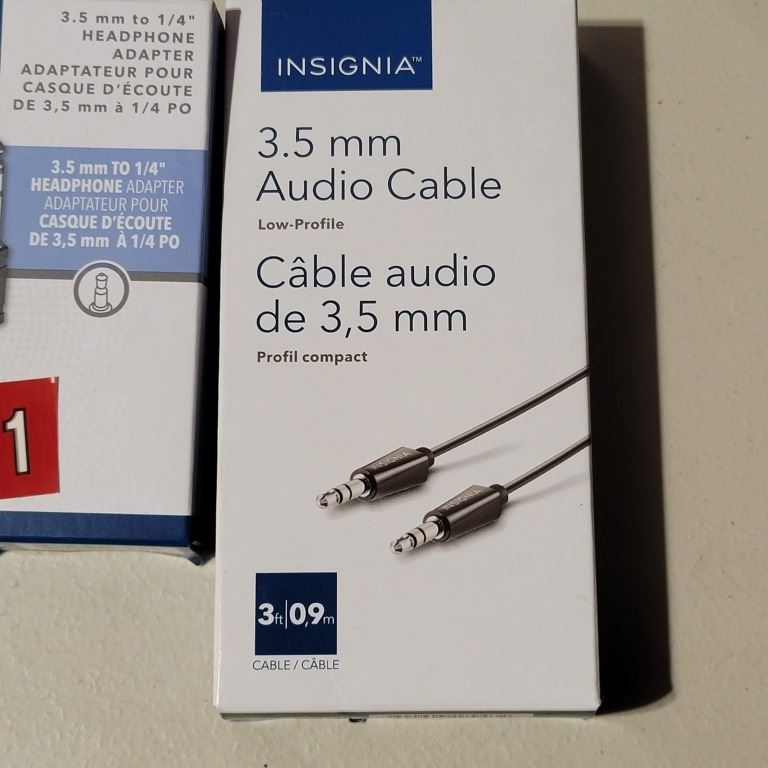 3.5 mm to 1/4"
HEADPHONE
ADAPTER
ADAPTATEUR POUR
CASQUE D'ÉCOUTE
DE 3,5 mm à 1/4 PO
3.5 mm TO 1/4"
HEADPHONE ADAPTER
ADAPTATEUR POUR
CASQUE D'ÉCOUTE
DE 3,5 mm À 1/4 PO
1
INSIGNIA™
3.5 mm
Audio Cable
Low-Profile
Câble audio
de 3,5 mm
Profil compact
INSIGNIA
INSIGNIA
3ft|0,9m
CABLE / CÂBLE